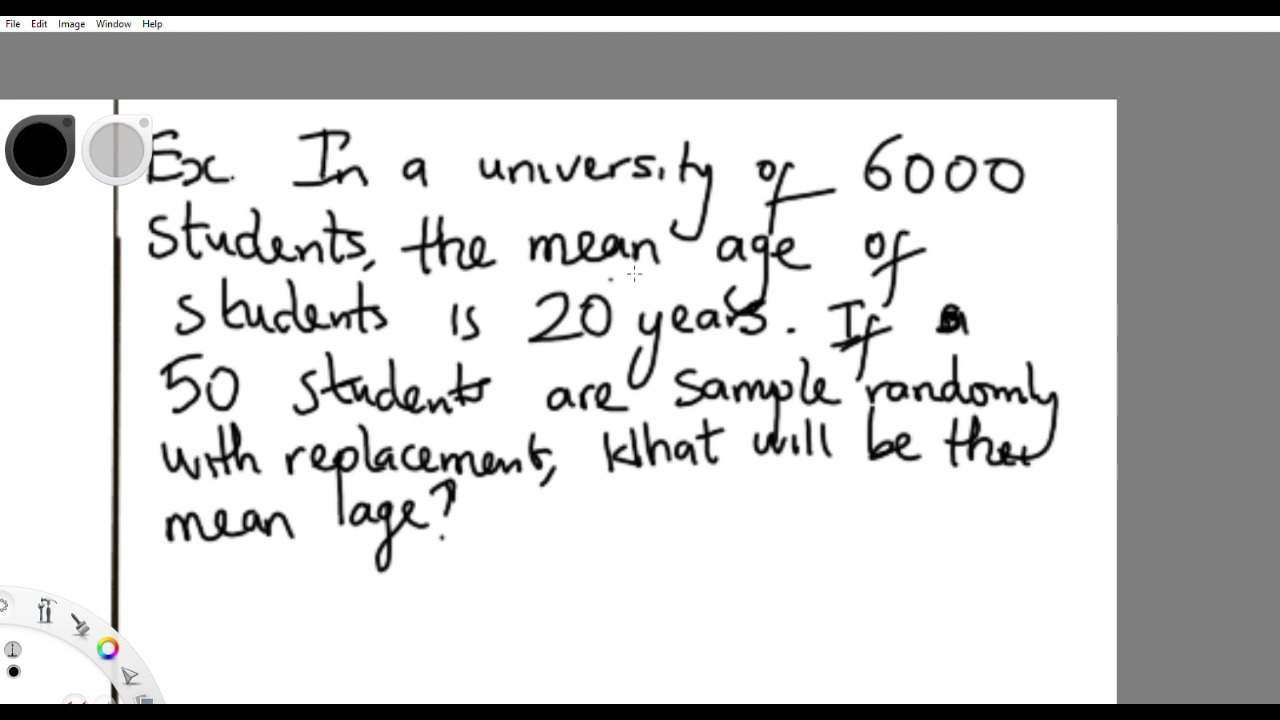 File Edit Image Window Help
Ex. In a university of 6000
students, the mean age of
students is 20 years. If a
50 students are sample randomly
with replacement, What will be the
mean age?